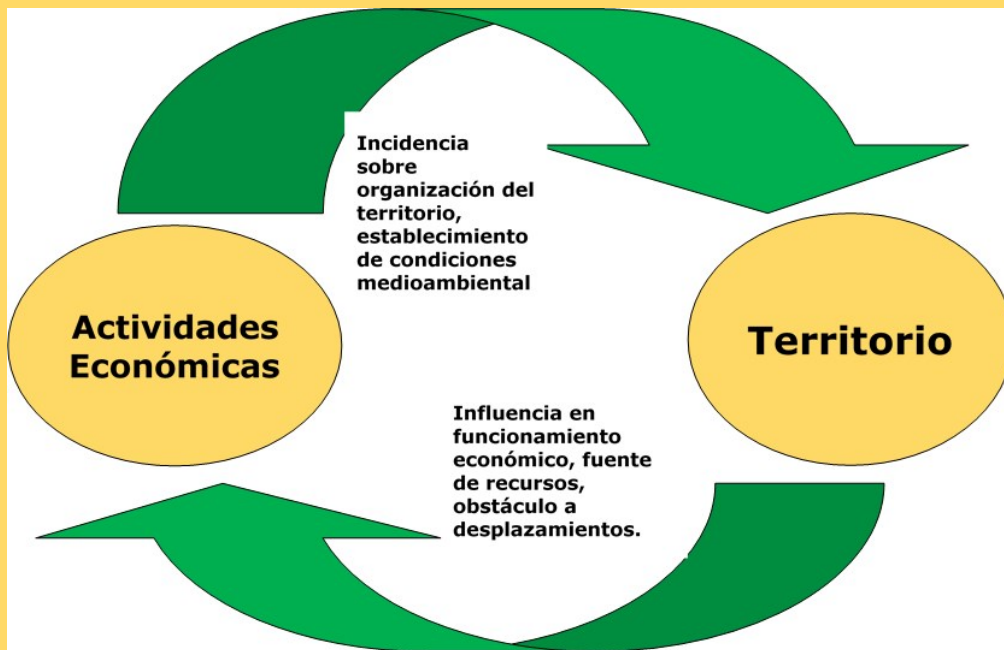 Incidencia
sobre
organización del
territorio,
establecimiento
de condiciones
medioambiental
Actividades
Económicas
Territorio
Influencia en
funcionamiento
económico, fuente
de recursos,
obstáculo a
desplazamientos.